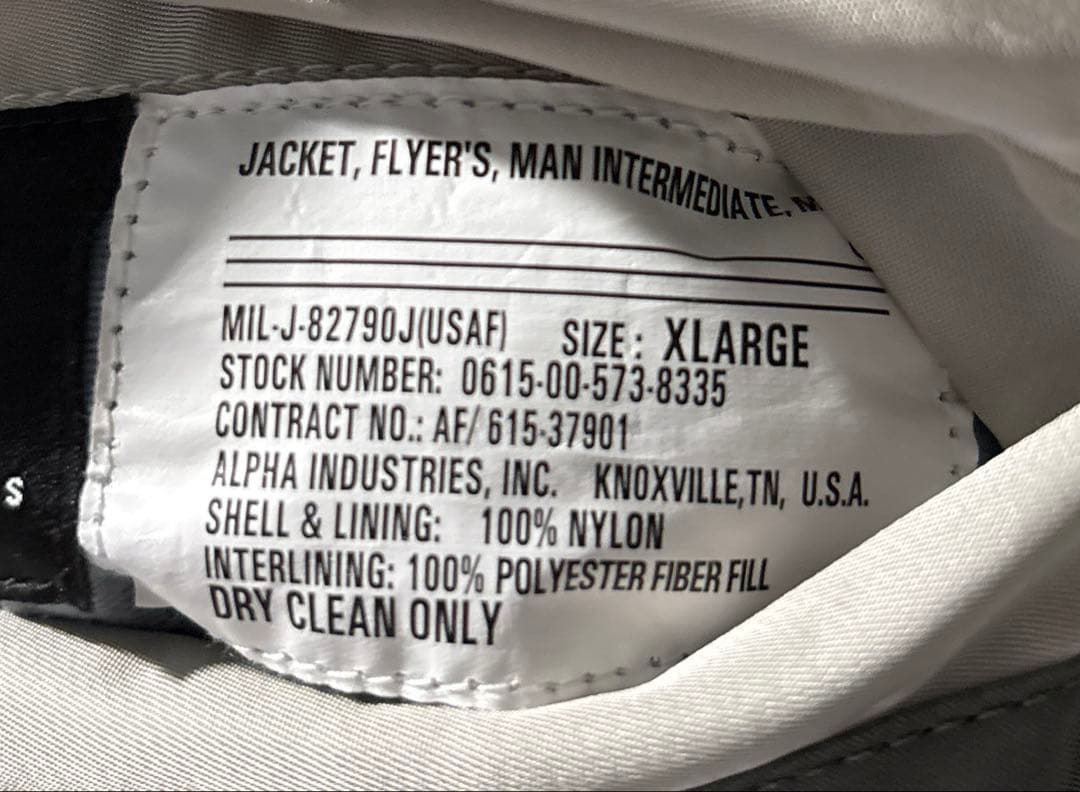 JACKET, FLYER'S, MAN INTERMEDIATE,
MIL-J-82790J(USAF) SIZE: XLARGE
STOCK NUMBER: 0615-00-573-8335
CONTRACT NO.: AF/ 615-37901
ALPHA INDUSTRIES, INC. KNOXVILLE,TN, U.S.A.
SHELL & LINING: 100% NYLON
INTERLINING: 100% POLYESTER FIBER FILL
DRY CLEAN ONLY
S